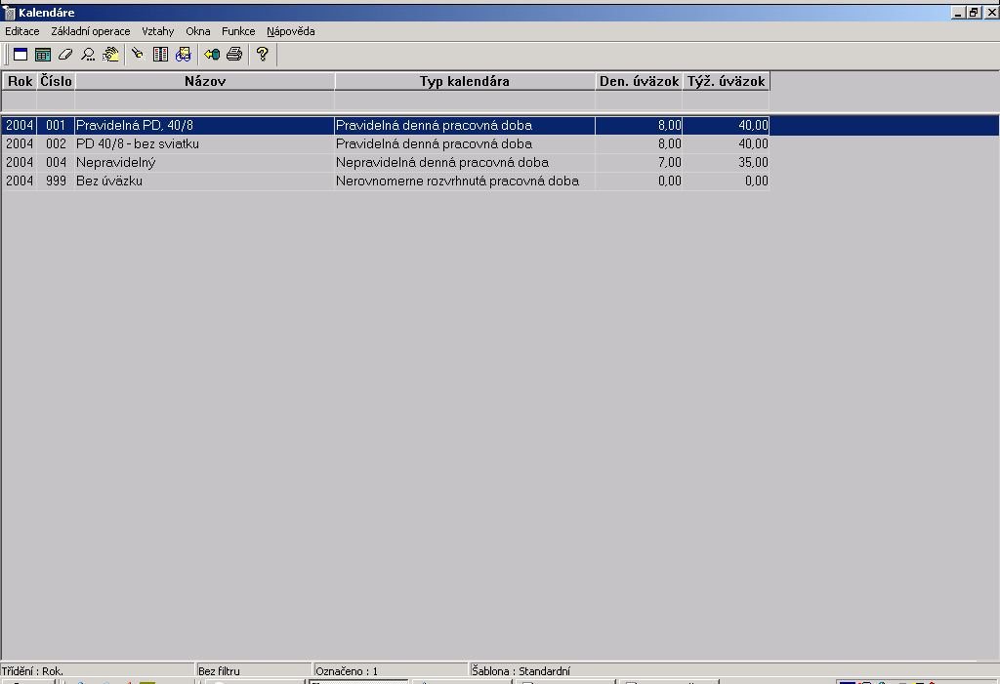 Kalendáre
Editace Základní operace Vztahy Okna Funkce Nápověda
Rok Číslo Názov Typ kalendára Den. úväzok Týž. úväzok
2004 001 Pravidelná PD, 40/8 Pravidelná denná pracovná doba 8,00 40,00
2004 002 PD 40/8 - bez sviatku Pravidelná denná pracovná doba 8,00 40,00
2004 004 Nepravidelný Nepravidelná denná pracovná doba 7,00 35,00
2004 999 Bez úväzku Nerovnomerne rozvrhnutá pracovná doba 0,00 0,00
Třídění : Rok. Bez filtru Označeno : 1 Šablona : Standardní